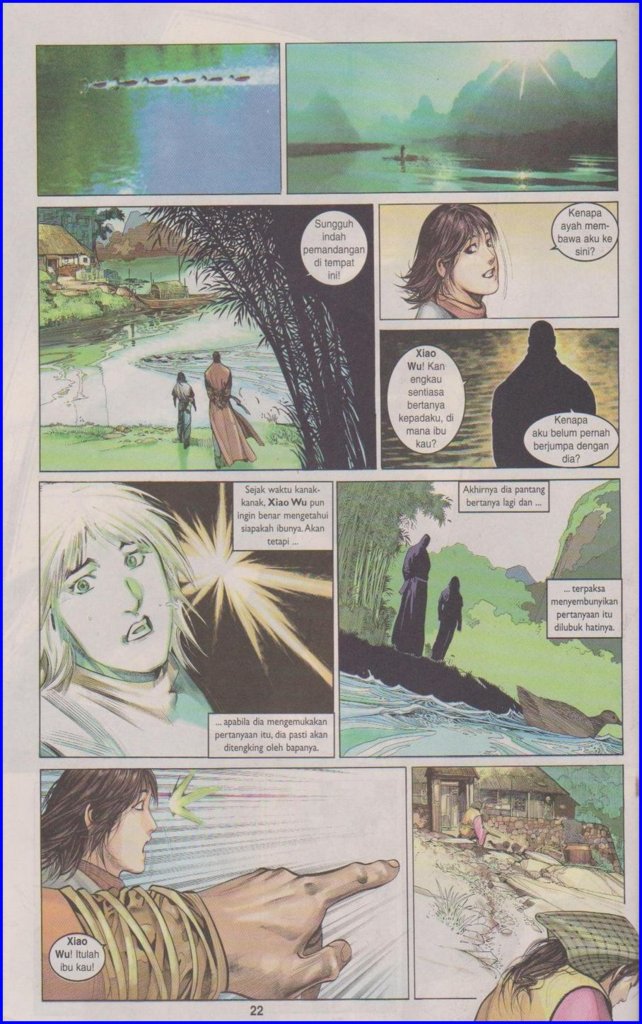 Sungguh
indah
pemandangan
di tempat
ini!
Kenapa
ayah mem-
bawa aku ke
sini?
Xiao
Wu! Kan
engkau
sentiasa
bertanya
kepadaku, di
mana ibu
kau?
Kenapa
aku belum pernah
berjumpa dengan
dia?
Sejak waktu kanak-
kanak, Xiao Wu pun
ingin benar mengetahui
siapakah ibunya. Akan
tetapi ...
... apabila dia mengemukakan
pertanyaan itu, dia pasti akan
ditengking oleh bapanya.
Akhirnya dia pantang
bertanya lagi dan ...
... terpaksa
menyembunyikan
pertanyaan itu
dilubuk hatinya.
Xiao
Wu! Itulah
ibu kau!
22